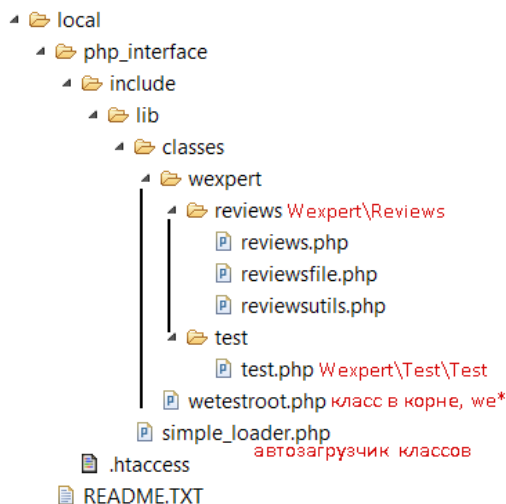 local
php_interface
include
lib
classes
wexpert
reviews Wexpert\Reviews
reviews.php
reviewsfile.php
reviewsutils.php
test
test.php Wexpert\Test\Test
wetestroot.php класс в корне, we*
simple_loader.php
автозагрузчик классов
.htaccess
README.TXT